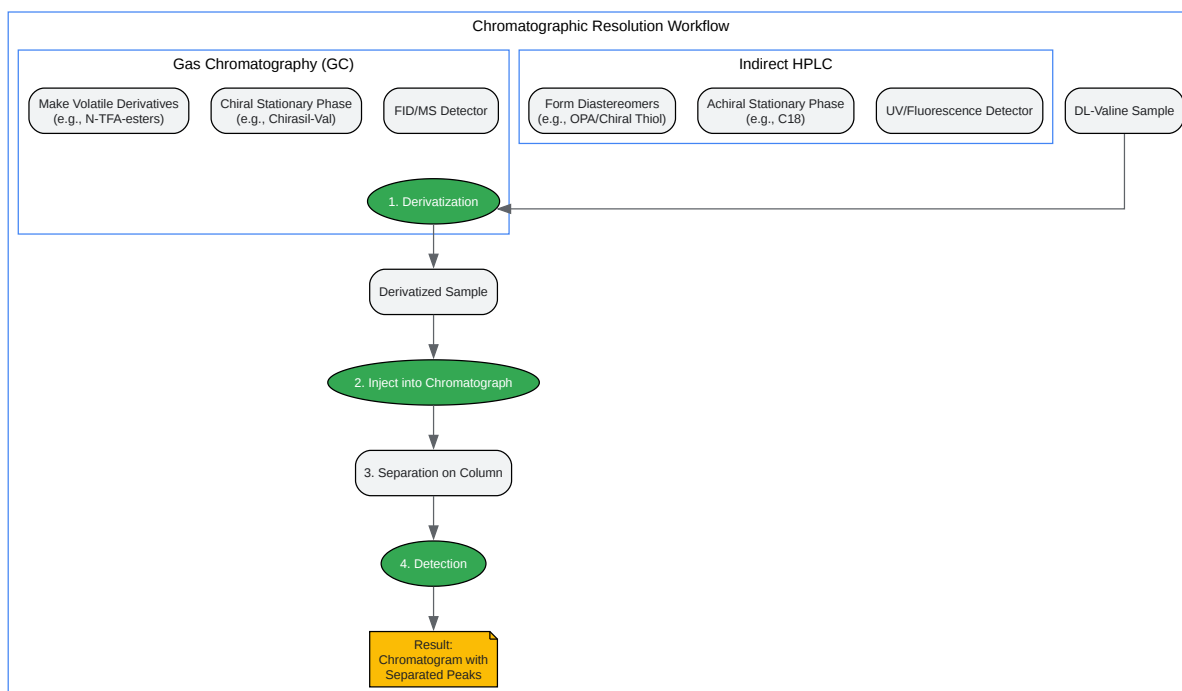 Chromatographic Resolution Workflow
Gas Chromatography (GC)
Indirect HPLC
Make Volatile Derivatives
(e.g., N-TFA-esters)
Chiral Stationary Phase
(e.g., Chirasil-Val)
FID/MS Detector
Form Diastereomers
(e.g., OPA/Chiral Thiol)
Achiral Stationary Phase
(e.g., C18)
UV/Fluorescence Detector
DL-Valine Sample
1. Derivatization
Derivatized Sample
2. Inject into Chromatograph
3. Separation on Column
4. Detection
Result:
Chromatogram with
Separated Peaks